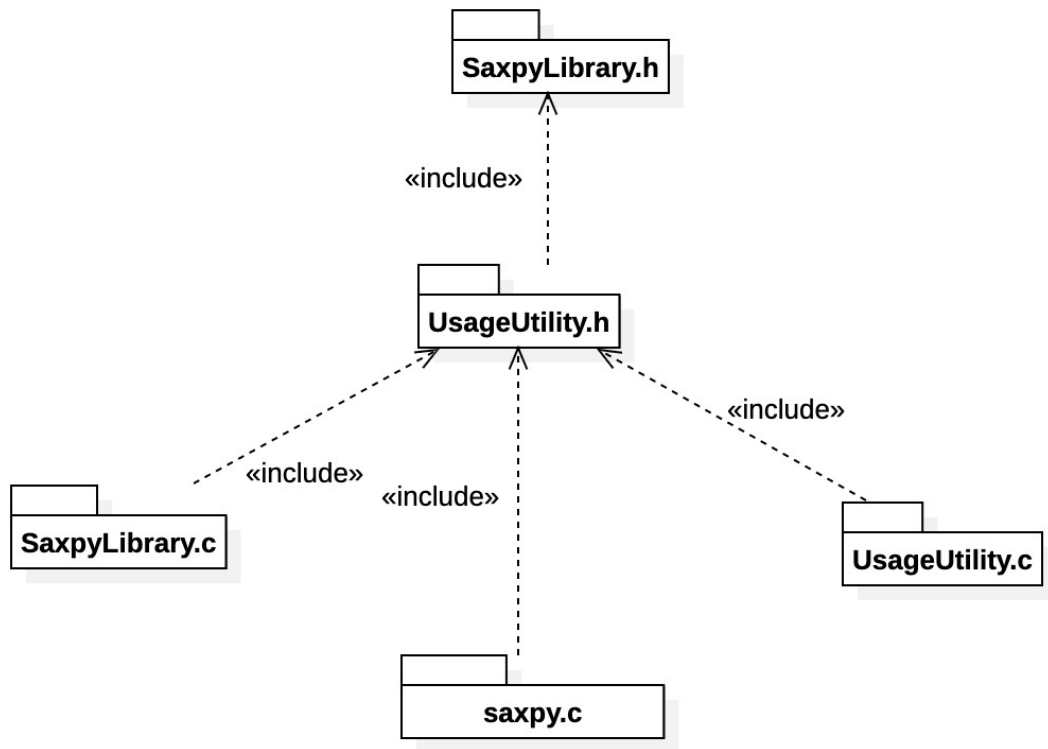 SaxpyLibrary.h
«include»
UsageUtility.h
«include»
«include»
«include»
SaxpyLibrary.c
UsageUtility.c
saxpy.c